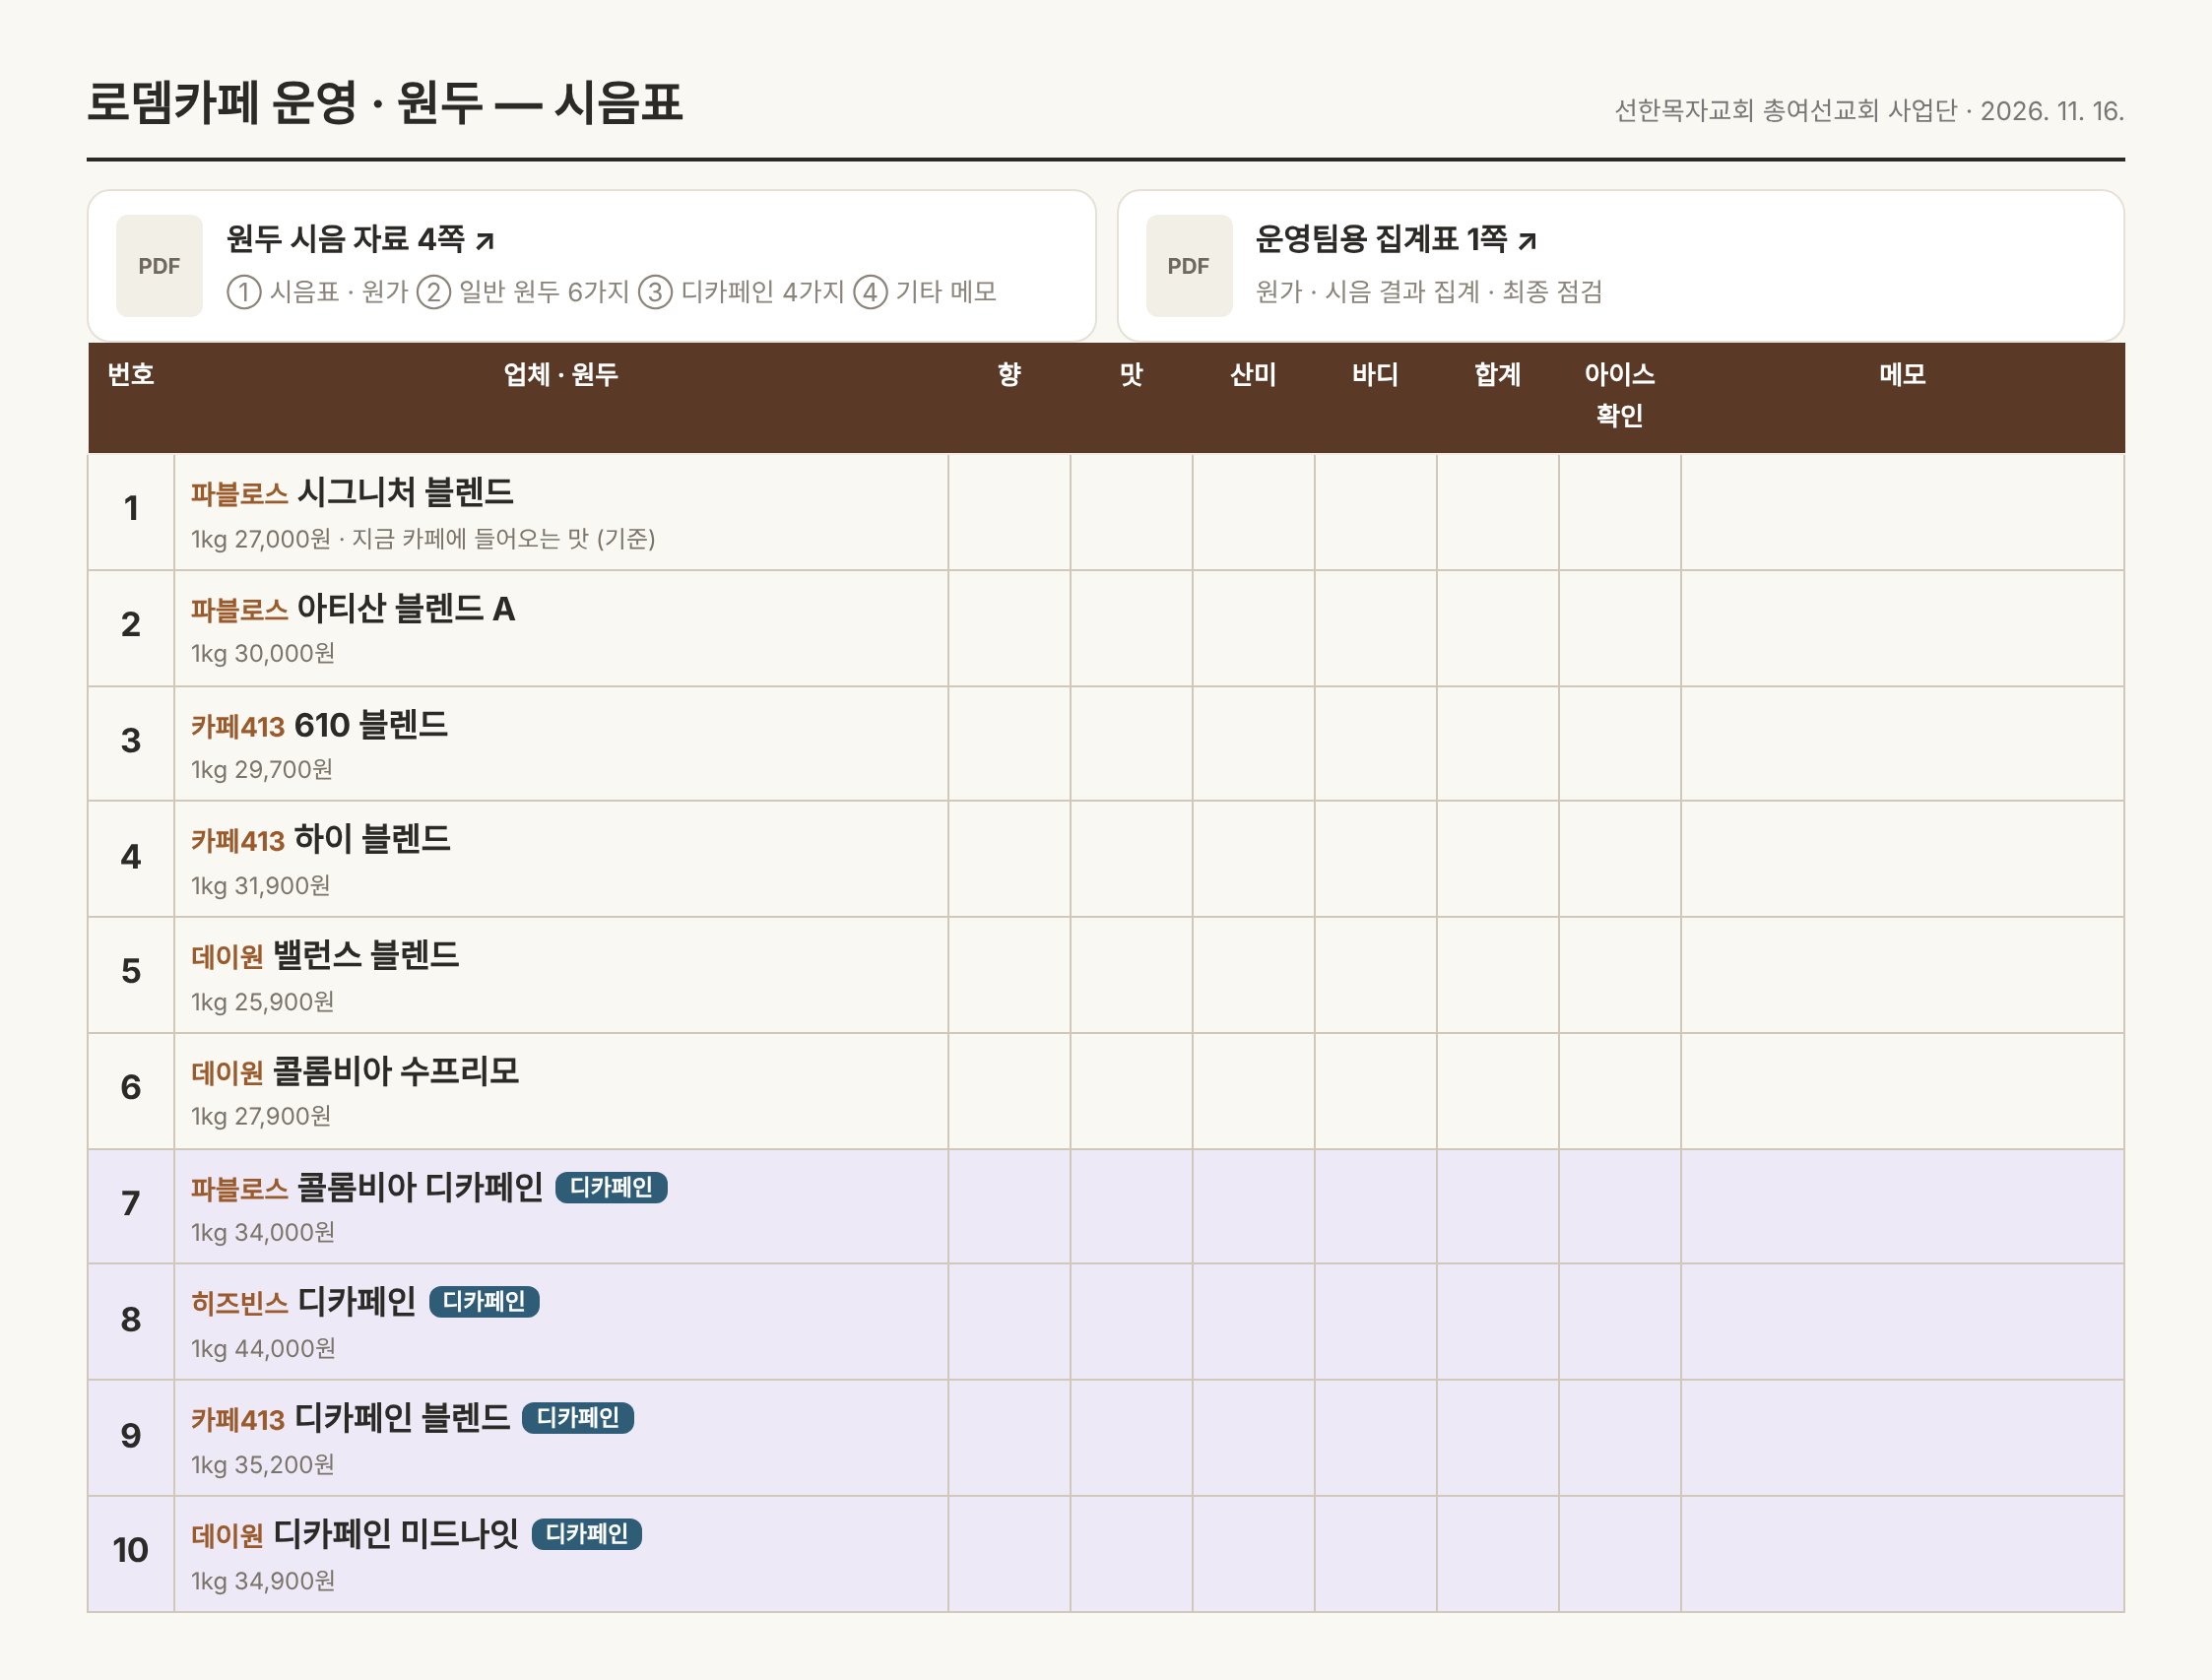 로뎀카페 운영 · 원두 — 시음표
선한목자교회 총여선교회 사업단 · 2026. 11. 16.
PDF
원두 시음 자료 4쪽 ↗
① 시음표 · 원가 ② 일반 원두 6가지 ③ 디카페인 4가지 ④ 기타 메모
PDF
운영팀용 집계표 1쪽 ↗
원가 · 시음 결과 집계 · 최종 점검
번호 업체 · 원두 향 맛 산미 바디 합계 아이스 메모
확인
1 파블로스 시그니처 블렌드
1kg 27,000원 · 지금 카페에 들어오는 맛 (기준)
2 파블로스 아티산 블렌드 A
1kg 30,000원
3 카페413 610 블렌드
1kg 29,700원
4 카페413 하이 블렌드
1kg 31,900원
5 데이원 밸런스 블렌드
1kg 25,900원
6 데이원 콜롬비아 수프리모
1kg 27,900원
7 파블로스 콜롬비아 디카페인 디카페인
1kg 34,000원
8 히즈빈스 디카페인 디카페인
1kg 44,000원
9 카페413 디카페인 블렌드 디카페인
1kg 35,200원
10 데이원 디카페인 미드나잇 디카페인
1kg 34,900원